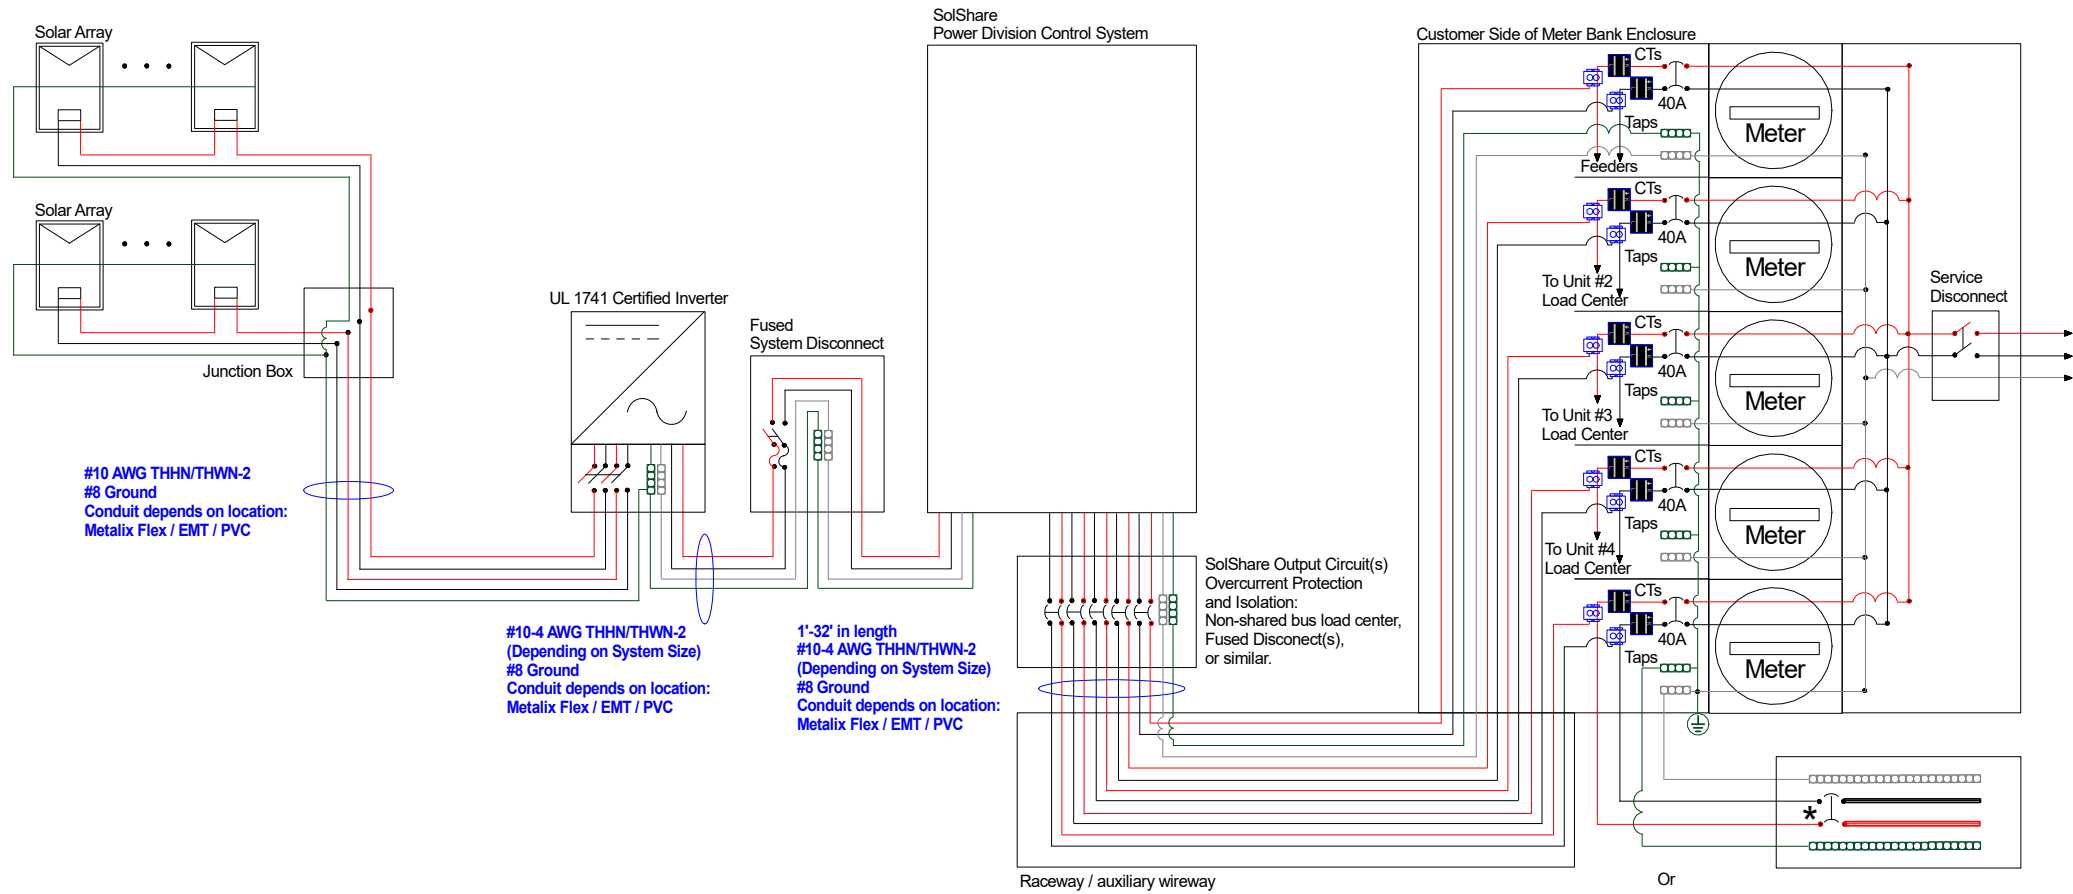 Solar Array
Solar Array
Junction Box
#10 AWG THHN/THWN-2
#8 Ground
Conduit depends on location:
Metalix Flex / EMT / PVC
UL 1741 Certified Inverter
Fused
System Disconnect
#10-4 AWG THHN/THWN-2
(Depending on System Size)
#8 Ground
Conduit depends on location:
Metalix Flex / EMT / PVC
SolShare
Power Division Control System
1'-32' in length
#10-4 AWG THHN/THWN-2
(Depending on System Size)
#8 Ground
Conduit depends on location:
Metalix Flex / EMT / PVC
SolShare Output Circuit(s)
Overcurrent Protection
and Isolation:
Non-shared bus load center,
Fused Disconect(s),
or similar.
Raceway / auxiliary wireway
Customer Side of Meter Bank Enclosure
CTs
40A
Taps
Feeders
Meter
CTs
40A
Taps
To Unit #2
Load Center
Meter
CTs
40A
Taps
To Unit #3
Load Center
Meter
CTs
40A
Taps
To Unit #4
Load Center
Meter
CTs
40A
Taps
Meter
Service
Disconnect
*
Or